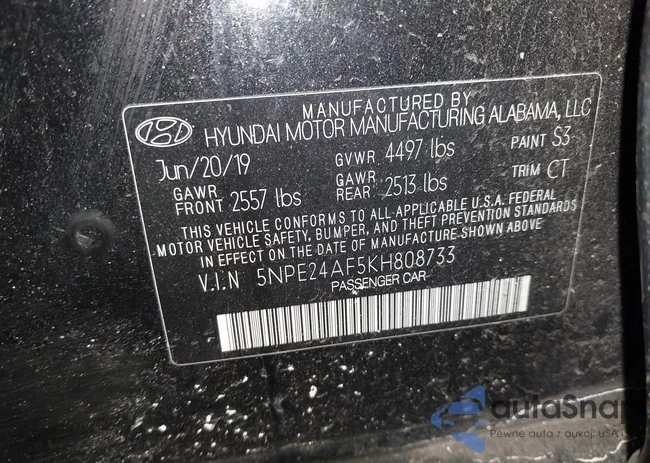 MANUFACTURED BY
HYUNDAI MOTOR MANUFACTURING ALABAMA, LLC
Jun/20/19 GVWR 4497 lbs PAINT S3
GAWR FRONT 2557 lbs GAWR REAR 2513 lbs TRIM CT
THIS VEHICLE CONFORMS TO ALL APPLICABLE U.S.A. FEDERAL
MOTOR VEHICLE SAFETY, BUMPER, AND THEFT PREVENTION STANDARDS
IN EFFECT ON THE DATE OF MANUFACTURE SHOWN ABOVE
V.I.N 5NPE24AF5KH808733
PASSENGER CAR
autoSnap
Pewne auta z aukcji USA